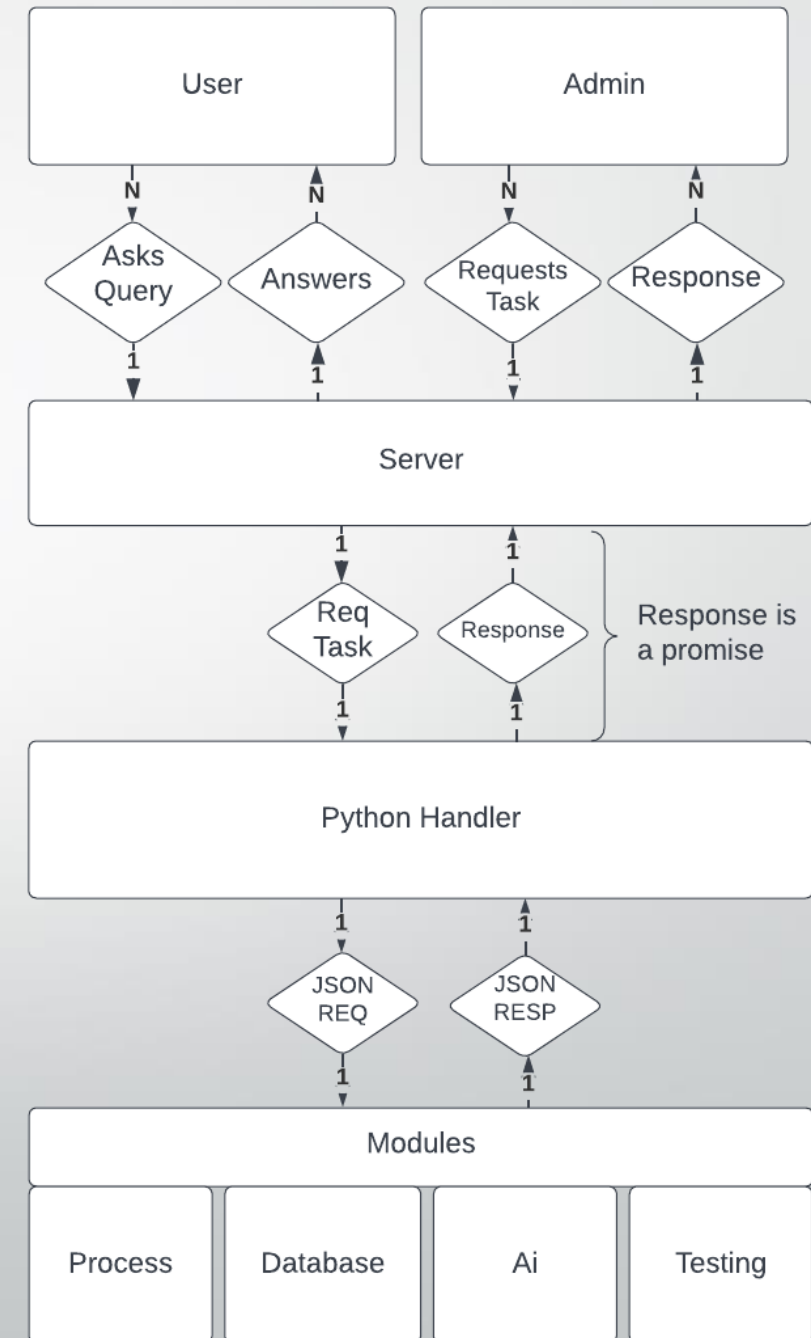 User
Admin
N
N
N
N
Asks
Query
Answers
Requests
Task
Response
1
1
1
1
Server
1
1
Req
Task
Response
Response is
a promise
1
1
Python Handler
1
1
JSON
REQ
JSON
RESP
1
1
Modules
Process
Database
Ai
Testing